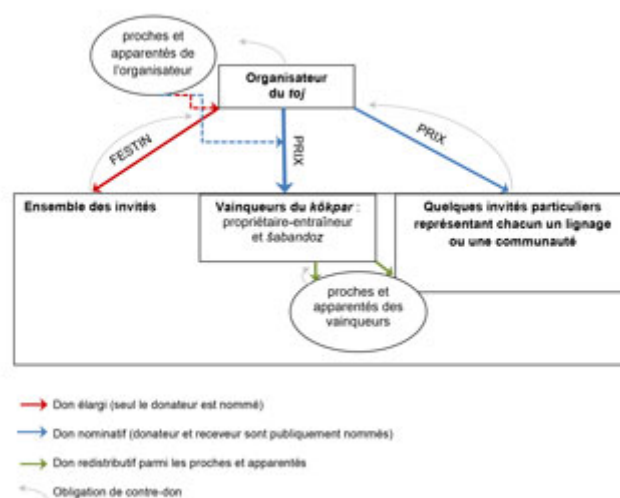 proches et
apparentés de
l'organisateur
Organisateur
du toj
FESTIN
PRIX
PRIX
Ensemble des invités
Vainqueurs du kökpar :
propriétaire-entraîneur
et šabandoz
Quelques invités particuliers
représentant chacun un lignage
ou une communauté
proches et
apparentés des
vainqueurs
Don élargi (seul le donateur est nommé)
Don nominatif (donateur et receveur sont publiquement nommés)
Don redistributif parmi les proches et apparentés
Obligation de contre-don